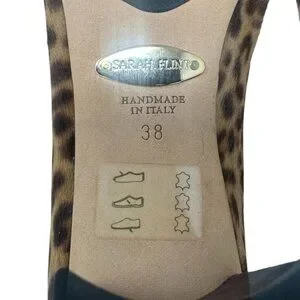 SARAH FLINT
HANDMADE
IN ITALY
38